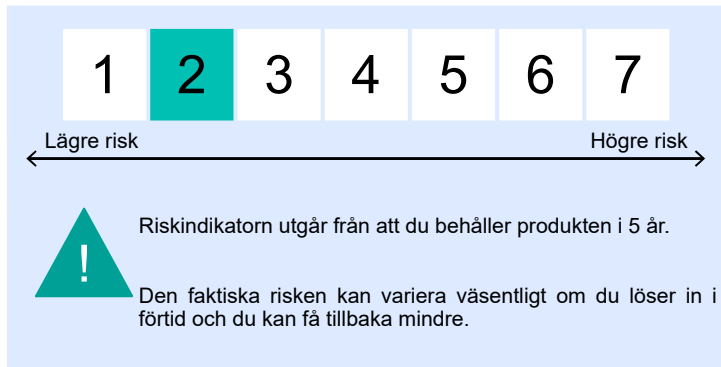 1 2 3 4 5 6 7
Lägre risk Högre risk
!
Riskindikatorn utgår från att du behåller produkten i 5 år.
Den faktiska risken kan variera väsentligt om du löser in i
förtid och du kan få tillbaka mindre.